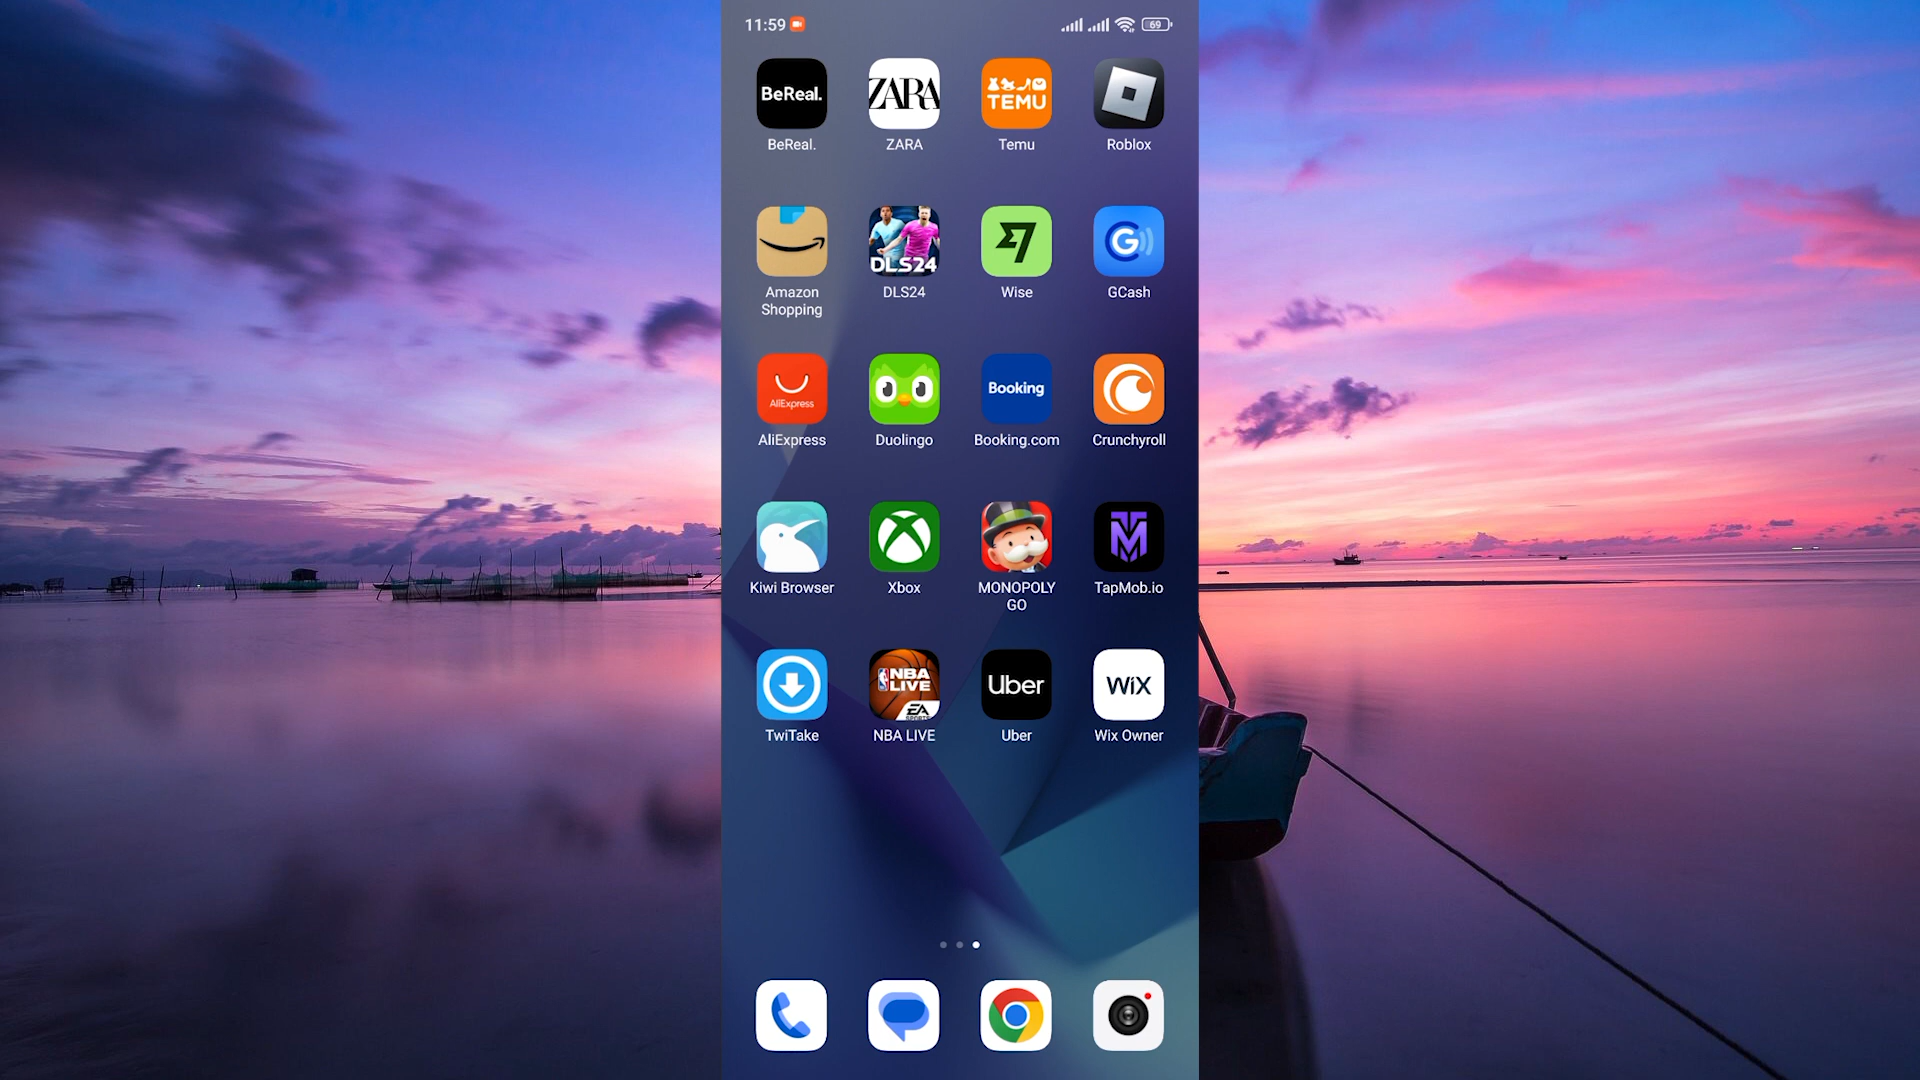 11:59
69
BeReal.
ZARA
TEMU
BeReal.
ZARA
Temu
Roblox
DLS24
G
Amazon
Shopping
DLS24
Wise
GCash
AliExpress
Booking
AliExpress
Duolingo
Booking.com
Crunchyroll
Kiwi Browser
Xbox
MONOPOLY
GO
TapMob.io
NBA
LIVE
EA
SPORTS
Uber
WiX
TwiTake
NBA LIVE
Uber
Wix Owner